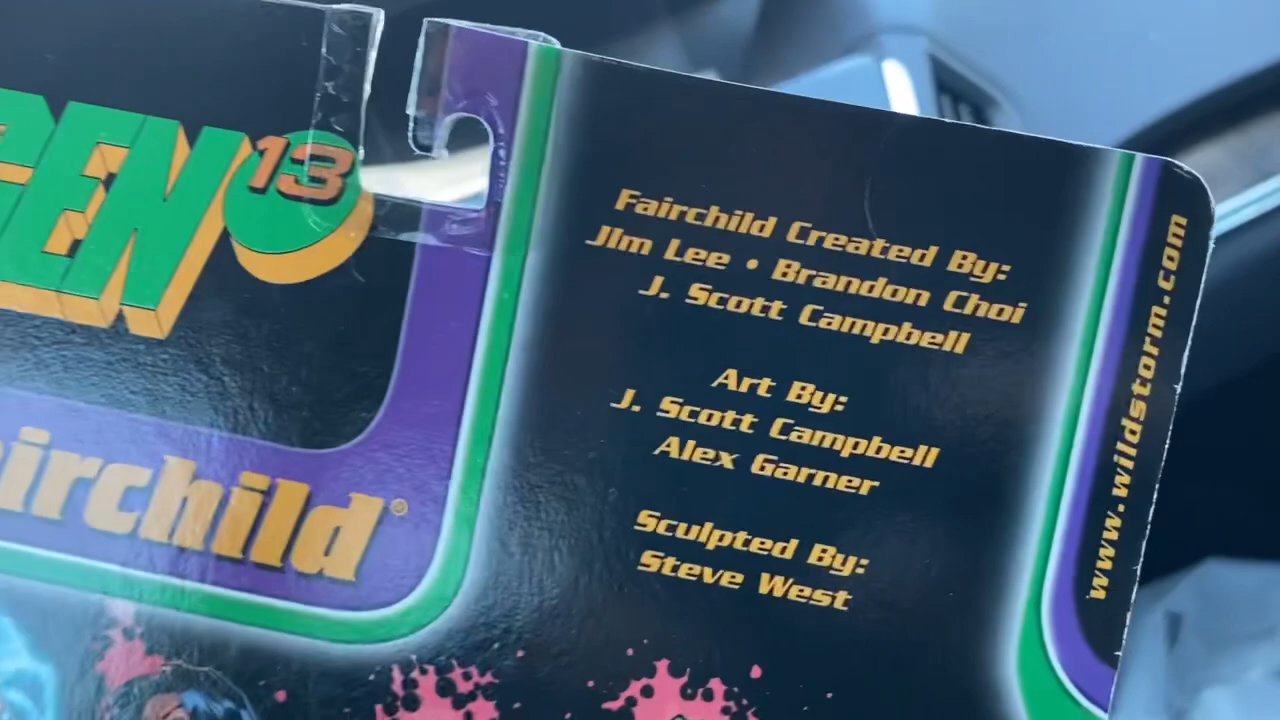 EN
13
irchild®
Fairchild Created By:
JIm Lee • Brandon Choi
J. Scott Campbell
Art By:
J. Scott Campbell
Alex Garner
Sculpted By:
Steve West
www.wildstorm.com